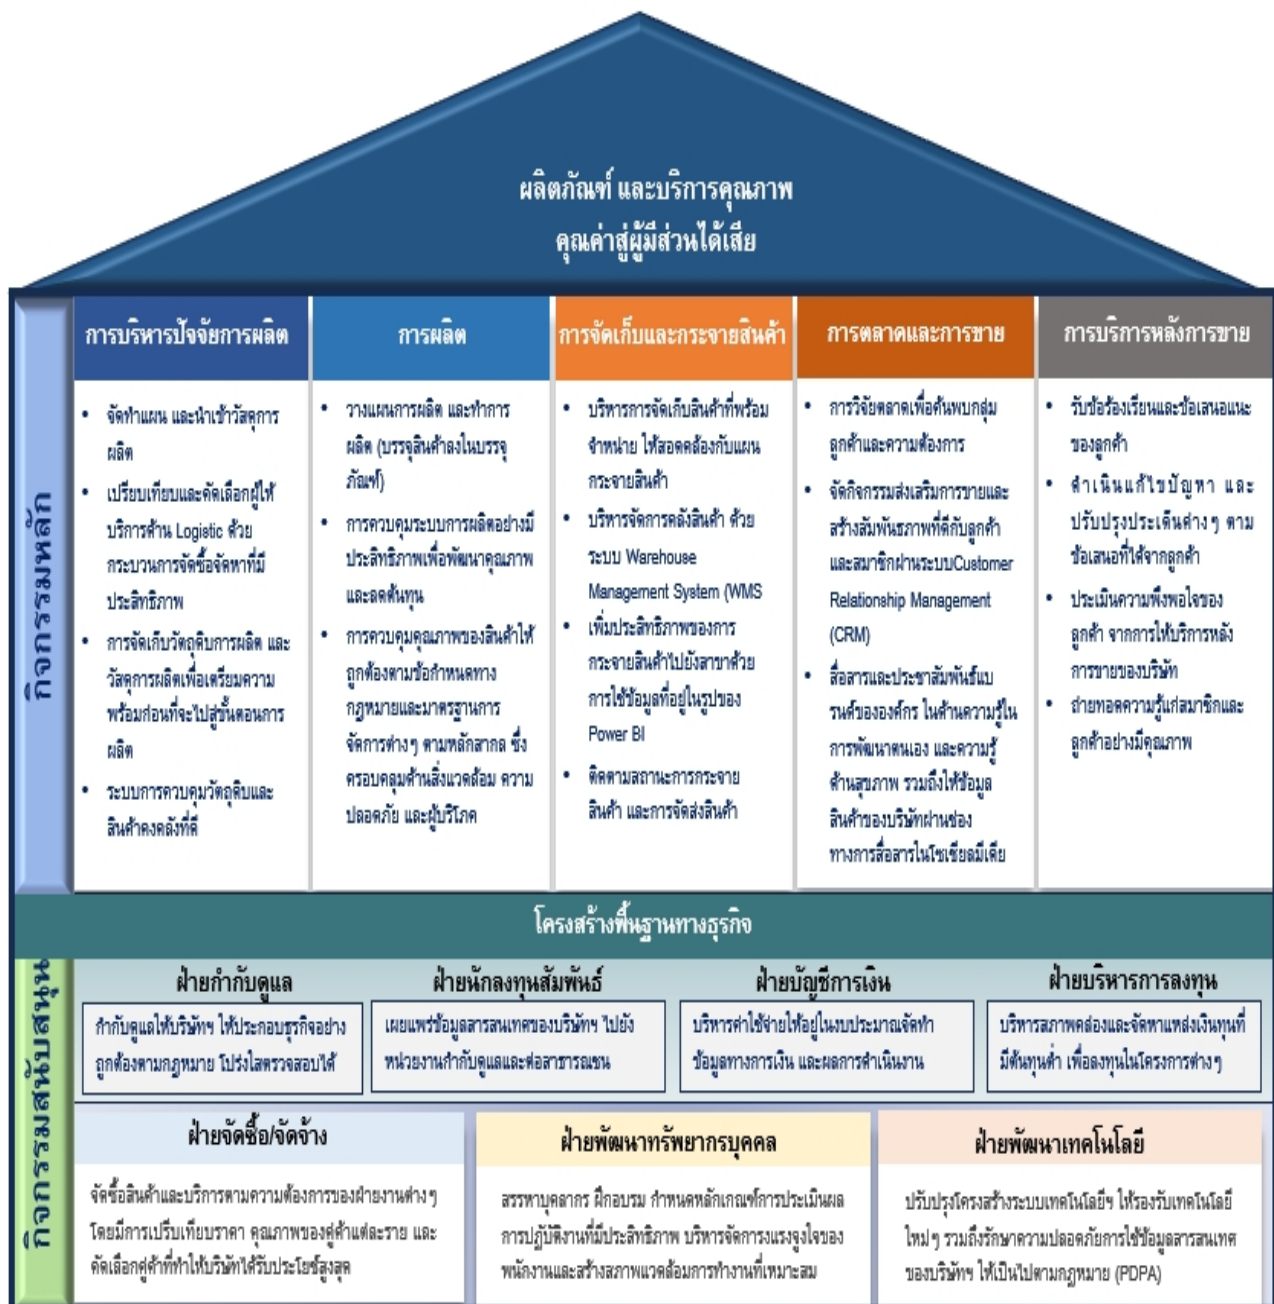 ผลิตภัณฑ์ และบริการคุณภาพ
คุณค่าสู่ผู้มีส่วนได้เสีย
กิจกรรมหลัก
การบริหารปัจจัยการผลิต
• จัดทำแผน และนำเข้าวัสดุการ
ผลิต
• เปรียบเทียบและคัดเลือกผู้ให้
บริการด้าน Logistic ด้วย
กระบวนการจัดซื้อจัดหาที่มี
ประสิทธิภาพ
• การจัดเก็บวัตถุดิบการผลิต และ
วัสดุการผลิตเพื่อเตรียมความ
พร้อมก่อนที่จะไปสู่ขั้นตอนการ
ผลิต
• ระบบการควบคุมวัตถุดิบและ
สินค้าคงคลังที่ดี
การผลิต
• วางแผนการผลิต และทำการ
ผลิต (บรรจุสินค้าลงในบรรจุ
ภัณฑ์)
• การควบคุมระบบการผลิตอย่างมี
ประสิทธิภาพเพื่อพัฒนาคุณภาพ
และลดต้นทุน
• การควบคุมคุณภาพของสินค้าให้
ถูกต้องตามข้อกำหนดทาง
กฎหมายและมาตรฐานการ
จัดการต่างๆ ตามหลักสากล ซึ่ง
ครอบคลุมด้านสิ่งแวดล้อม ความ
ปลอดภัย และผู้บริโภค
การจัดเก็บและกระจายสินค้า
• บริหารการจัดเก็บสินค้าที่พร้อม
จำหน่าย ให้สอดคล้องกับแผน
กระจายสินค้า
• บริหารจัดการคลังสินค้า ด้วย
ระบบ Warehouse
Management System (WMS
• เพิ่มประสิทธิภาพของการ
กระจายสินค้าไปยังสาขาด้วย
การใช้ข้อมูลที่อยู่ในรูปของ
Power BI
• ติดตามสถานะการกระจาย
สินค้า และการจัดส่งสินค้า
การตลาดและการขาย
• การวิจัยตลาดเพื่อค้นพบกลุ่ม
ลูกค้าและความต้องการ
• จัดกิจกรรมส่งเสริมการขายและ
สร้างสัมพันธภาพที่ดีกับลูกค้า
และสมาชิกผ่านระบบCustomer
Relationship Management
(CRM)
• สื่อสารและประชาสัมพันธ์แบ
รนด์ขององค์กร ในด้านความรู้ใน
การพัฒนาตนเอง และความรู้
ด้านสุขภาพ รวมถึงให้ข้อมูล
สินค้าของบริษัทผ่านช่อง
ทางการสื่อสารในโซเชียลมีเดีย
การบริการหลังการขาย
• รับข้อร้องเรียนและข้อเสนอแนะ
ของลูกค้า
• ดำเนินแก้ไขปัญหา และ
ปรับปรุงประเด็นต่างๆ ตาม
ข้อเสนอที่ได้จากลูกค้า
• ประเมินความพึงพอใจของ
ลูกค้า จากการให้บริการหลัง
การขายของบริษัท
• ถ่ายทอดความรู้แก่สมาชิกและ
ลูกค้าอย่างมีคุณภาพ
โครงสร้างพื้นฐานทางธุรกิจ
กิจกรรมสนับสนุน
ฝ่ายกำกับดูแล
กำกับดูแลให้บริษัทฯ ให้ประกอบธุรกิจอย่าง
ถูกต้องตามกฎหมาย โปร่งใสตรวจสอบได้
ฝ่ายนักลงทุนสัมพันธ์
เผยแพร่ข้อมูลสารสนเทศของบริษัทฯ ไปยัง
หน่วยงานกำกับดูแลและต่อสาธารณชน
ฝ่ายบัญชีการเงิน
บริหารค่าใช้จ่ายให้อยู่ในงบประมาณจัดทำ
ข้อมูลทางการเงิน และผลการดำเนินงาน
ฝ่ายบริหารการลงทุน
บริหารสภาพคล่องและจัดหาแหล่งเงินทุนที่
มีต้นทุนต่ำ เพื่อลงทุนในโครงการต่างๆ
ฝ่ายจัดซื้อ/จัดจ้าง
จัดซื้อสินค้าและบริการตามความต้องการของฝ่ายงานต่างๆ
โดยมีการเปรีบเทียบราคา คุณภาพของคู่ค้าแต่ละราย และ
คัดเลือกคู่ค้าที่ทำให้บริษัทได้รับประโยช์สูงสุด
ฝ่ายพัฒนาทรัพยากรบุคคล
สรรหาบุคลากร ฝึกอบรม กำหนดหลักเกณฑ์การประเมินผล
การปฏิบัติงานที่มีประสิทธิภาพ บริหารจัดการงแรงจูงใจของ
พนักงานและสร้างสภาพแวดล้อมการทำงานที่เหมาะสม
ฝ่ายพัฒนาเทคโนโลยี
ปรับปรุงโครงสร้างระบบเทคโนโลยีฯ ให้รองรับเทคโนโลยี
ใหม่ๆ รวมถึงรักษาความปลอดภัยการใช้ข้อมูลสารสนเทศ
ของบริษัทฯ ให้เป็นไปตามกฎหมาย (PDPA)